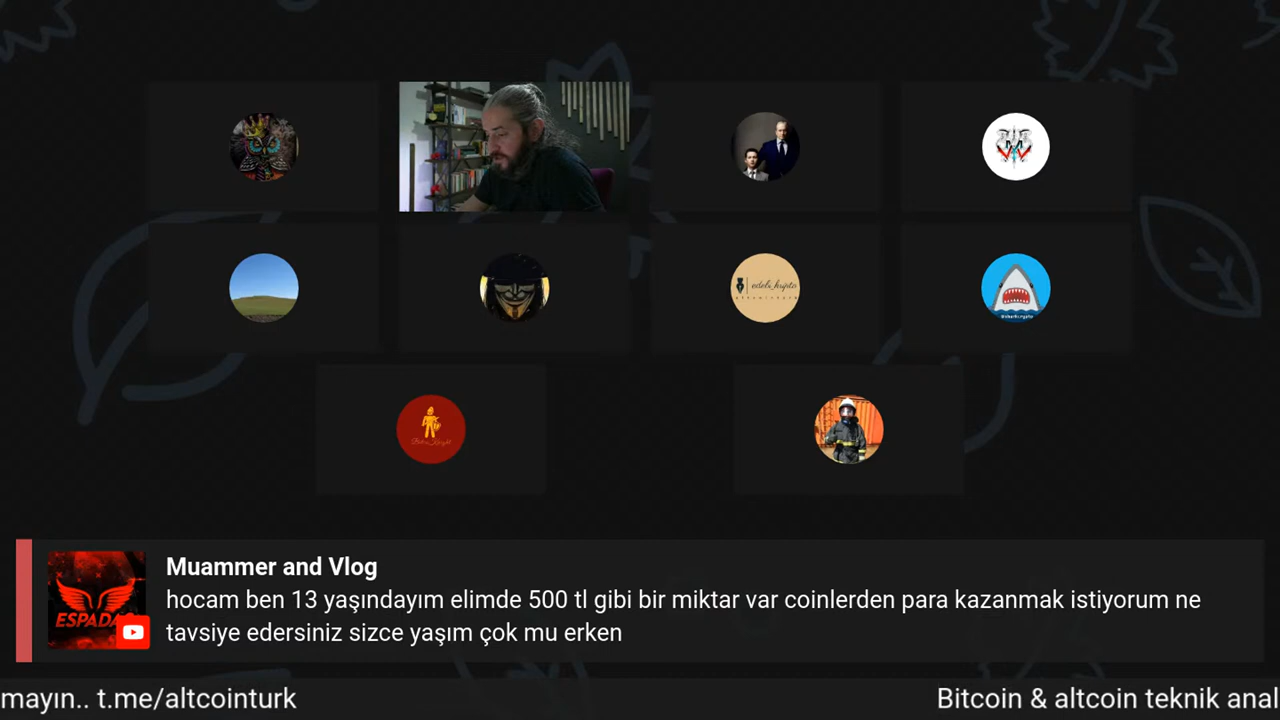 Muammer and Vlog
hocam ben 13 yaşındayım elimde 500 tl gibi bir miktar var coinlerden para kazanmak istiyorum ne
tavsiye edersiniz sizce yaşım çok mu erken
mayın.. t.me/altcointurk
Bitcoin & altcoin teknik anal